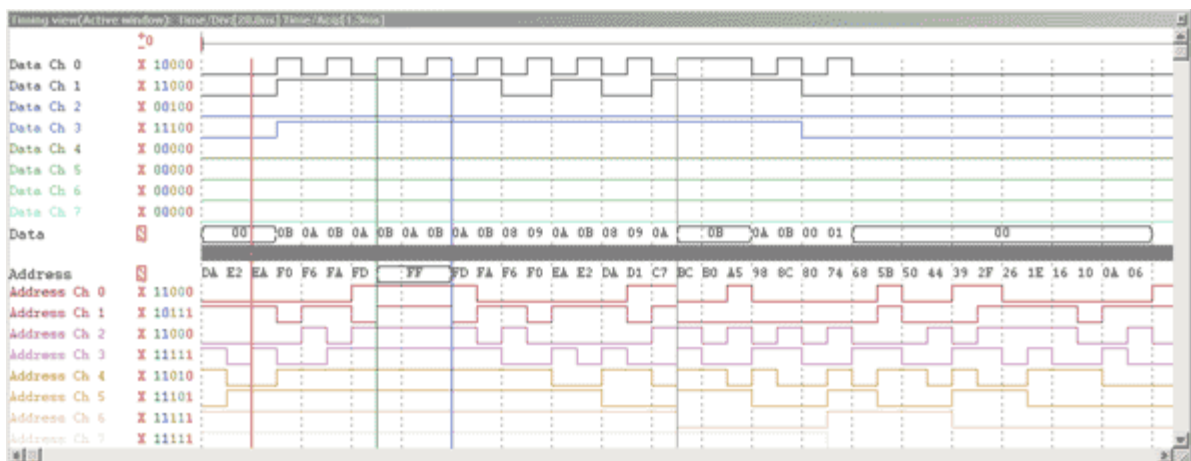 Timing view(Active window): Time/Div:[20.0ns] Time/Acq:[1.3ms]
+0
Data Ch 0 X 10000
Data Ch 1 X 11000
Data Ch 2 X 00100
Data Ch 3 X 11100
Data Ch 4 X 00000
Data Ch 5 X 00000
Data Ch 6 X 00000
Data Ch 7 X 00000
Data S 00 0B 0A 0B 0A 0B 0A 0B 0A 0B 08 09 0A 0B 08 09 0A 0B 0A 0B 00 01 00
Address S DA E2 EA F0 F6 FA FD FF FD FA F6 F0 EA E2 DA D1 C7 BC B0 A5 98 8C 80 74 68 5B 50 44 39 2F 26 1E 16 10 0A 06
Address Ch 0 X 11000
Address Ch 1 X 10111
Address Ch 2 X 11000
Address Ch 3 X 11111
Address Ch 4 X 11010
Address Ch 5 X 11101
Address Ch 6 X 11111
Address Ch 7 X 11111